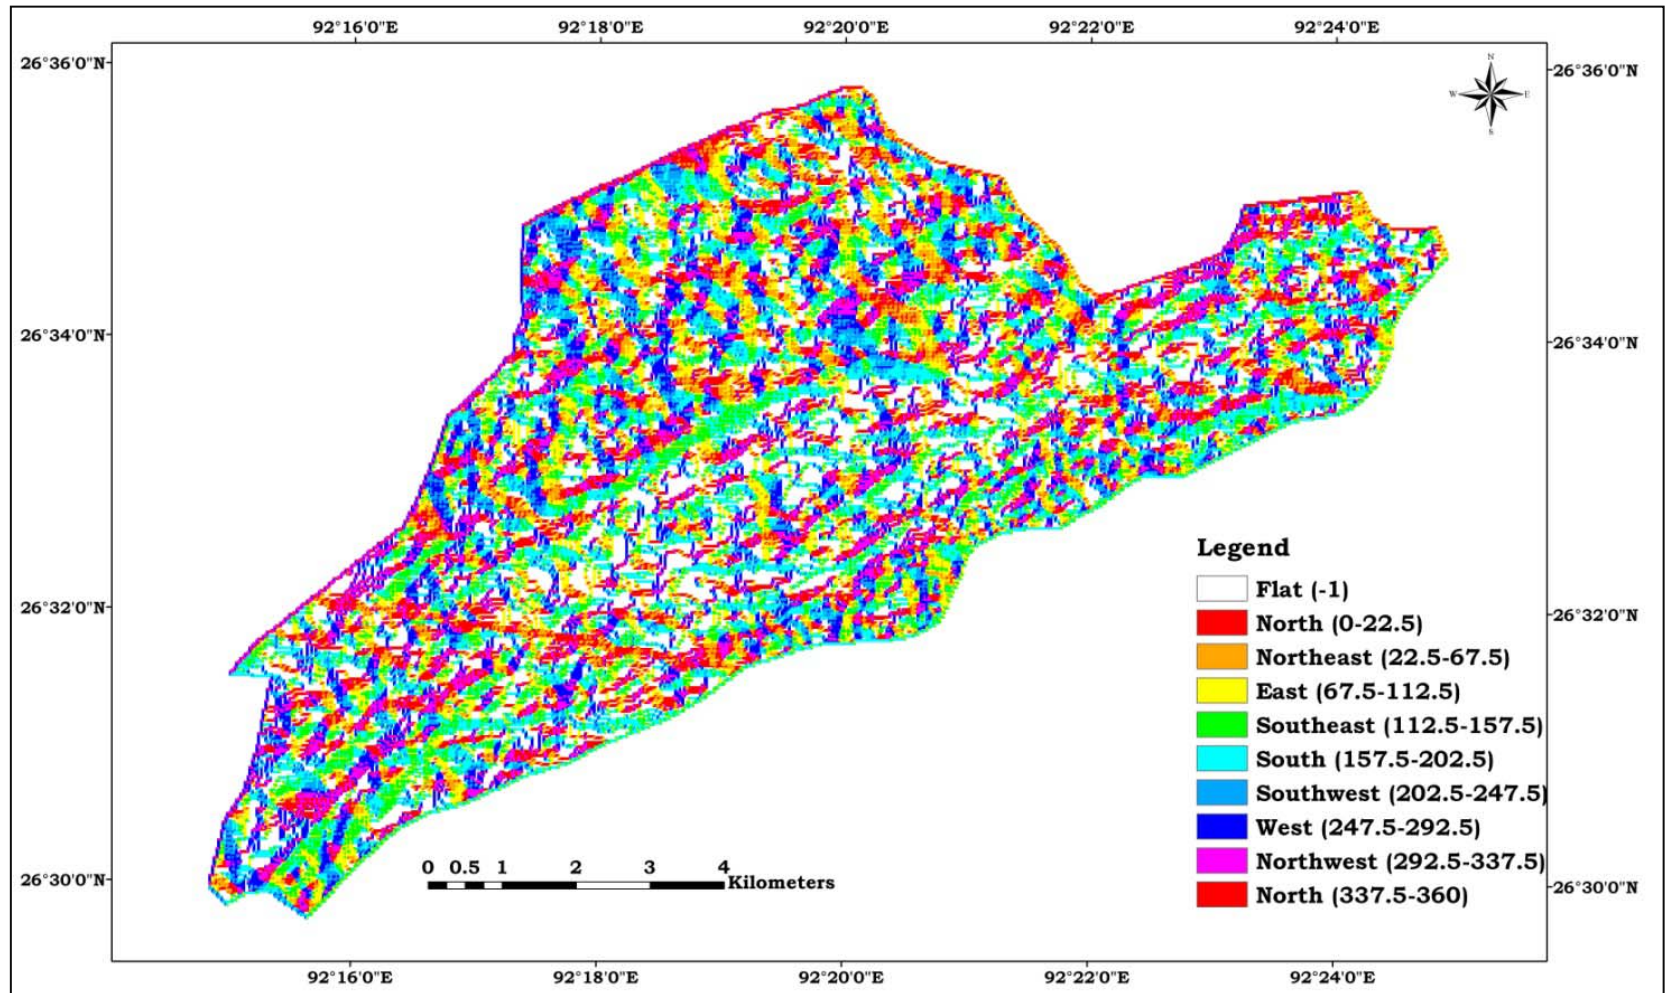 92°16'0"E 92°18'0"E 92°20'0"E 92°22'0"E 92°24'0"E
26°36'0"N 26°36'0"N
N
W E
S
26°34'0"N 26°34'0"N
Legend
Flat (-1)
26°32'0"N 26°32'0"N
North (0-22.5)
Northeast (22.5-67.5)
East (67.5-112.5)
Southeast (112.5-157.5)
South (157.5-202.5)
Southwest (202.5-247.5)
West (247.5-292.5)
Northwest (292.5-337.5)
North (337.5-360)
0 0.5 1 2 3 4
Kilometers
26°30'0"N 26°30'0"N
92°16'0"E 92°18'0"E 92°20'0"E 92°22'0"E 92°24'0"E